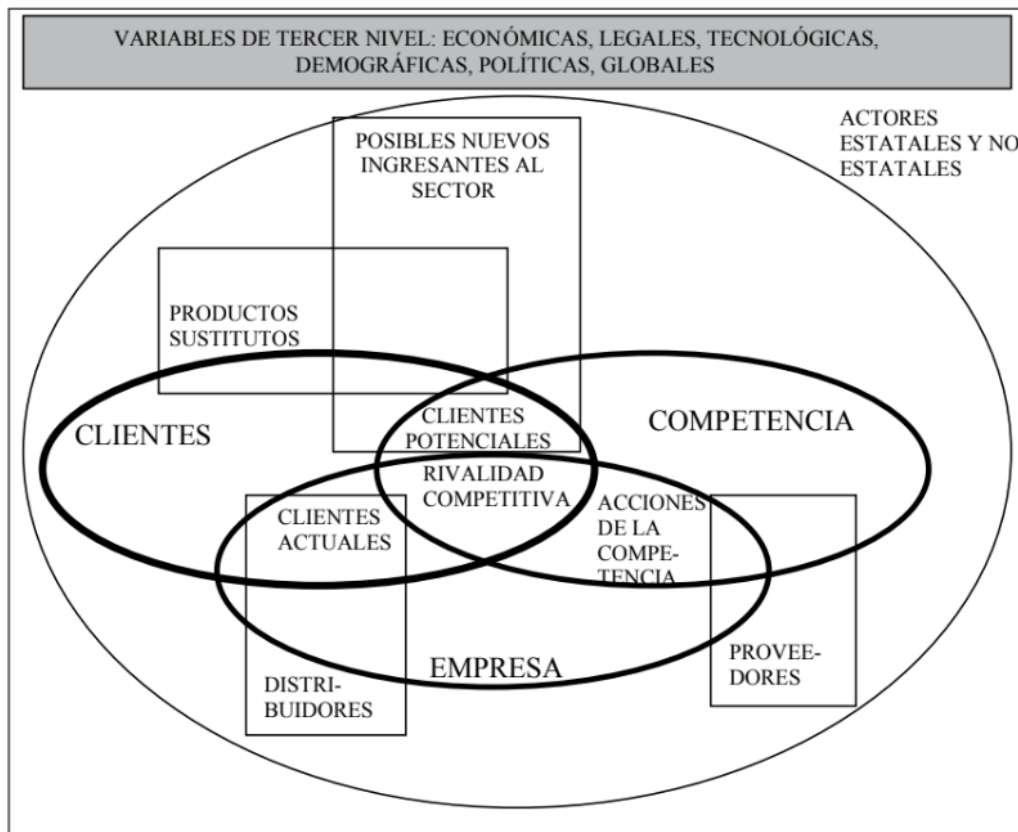 VARIABLES DE TERCER NIVEL: ECONÓMICAS, LEGALES, TECNOLÓGICAS,
DEMOGRÁFICAS, POLÍTICAS, GLOBALES
ACTORES
ESTATALES Y NO
ESTATALES
POSIBLES NUEVOS
INGRESANTES AL
SECTOR
PRODUCTOS
SUSTITUTOS
CLIENTES
CLIENTES
POTENCIALES
COMPETENCIA
RIVALIDAD
COMPETITIVA
CLIENTES
ACTUALES
ACCIONES
DE LA
COMPE-
TENCIA
EMPRESA
DISTRI-
BUIDORES
PROVEE-
DORES